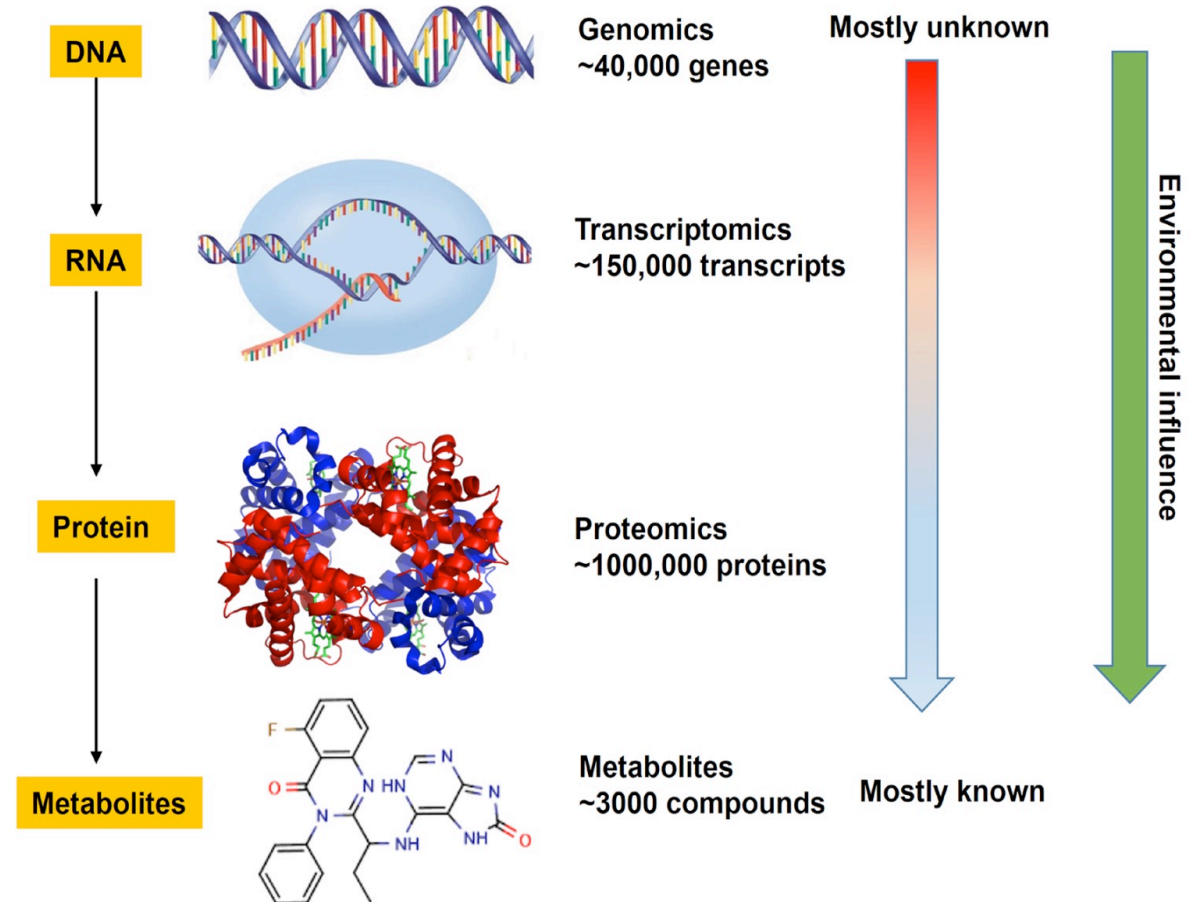 DNA
Genomics
~40,000 genes
Mostly unknown
RNA
Transcriptomics
~150,000 transcripts
Environmental influence
Protein
Proteomics
~1000,000 proteins
Metabolites
Metabolites
~3000 compounds
Mostly known
F
O
N
N
HN
N
N
N
NH
NH
O